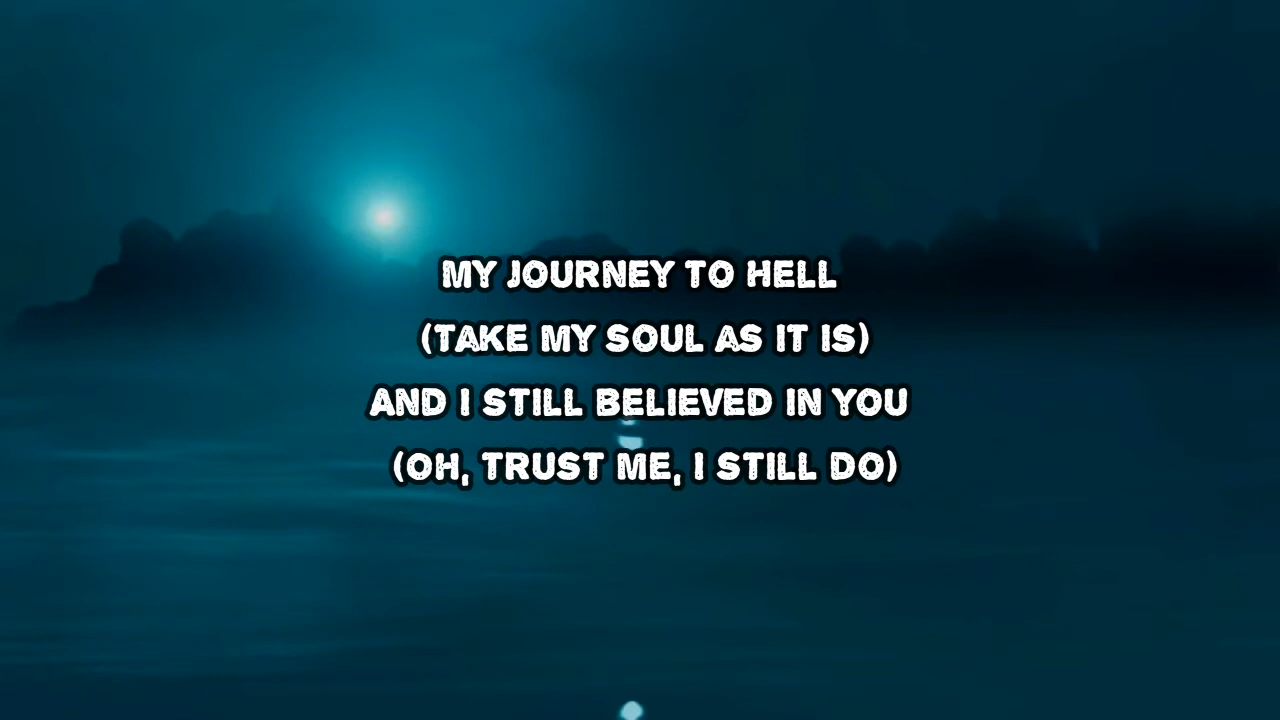 MY JOURNEY TO HELL
(TAKE MY SOUL AS IT IS)
AND I STILL BELIEVED IN YOU
(OH, TRUST ME, I STILL DO)